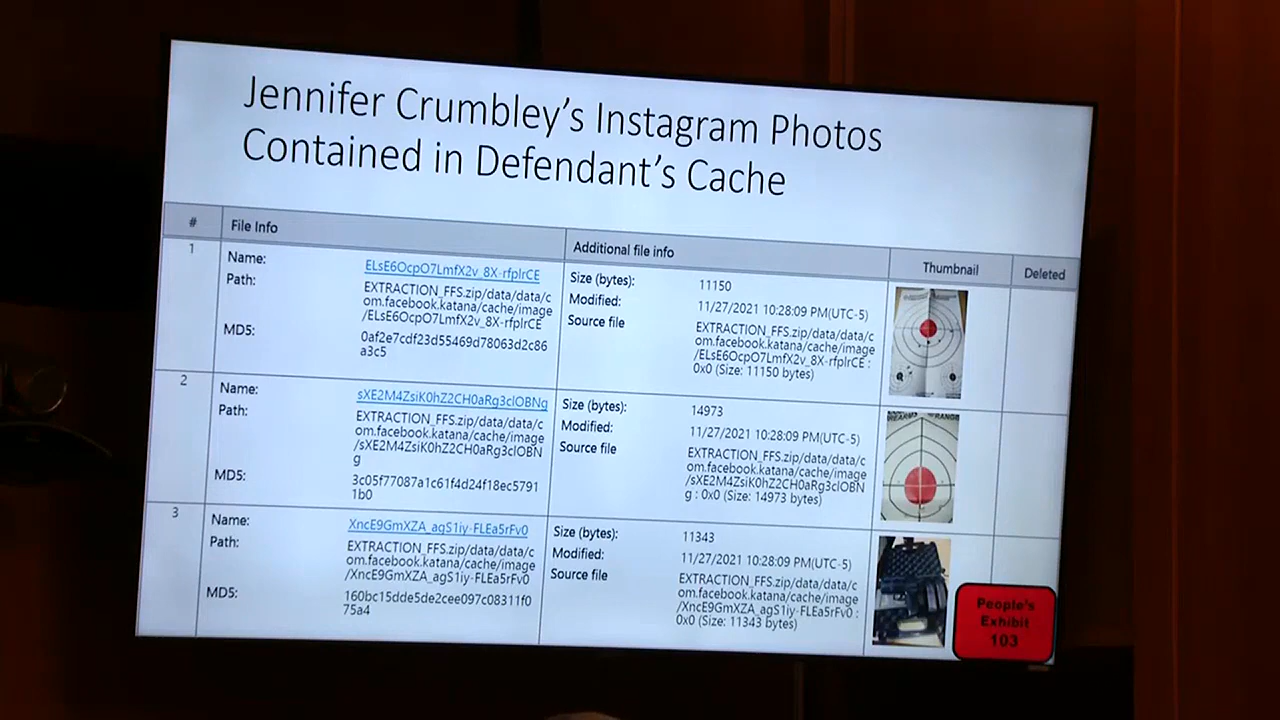 Jennifer Crumbley's Instagram Photos
Contained in Defendant's Cache
# File Info Additional file info Thumbnail Deleted
1
Name: ELsE6OcpO7LmfX2v_8X-rfplrCE
Path: EXTRACTION_FFS.zip/data/data/c
om.facebook.katana/cache/image
/ELsE6OcpO7LmfX2v_8X-rfplrCE
MD5: 0af2e7cdf23d55469d78063d2c86
a3c5
Size (bytes): 11150
Modified: 11/27/2021 10:28:09 PM(UTC-5)
Source file EXTRACTION_FFS.zip/data/data/c
om.facebook.katana/cache/image
/ELsE6OcpO7LmfX2v_8X-rfplrCE :
0x0 (Size: 11150 bytes)
2
Name: sXE2M4ZsiK0hZ2CH0aRg3clOBNg
Path: EXTRACTION_FFS.zip/data/data/c
om.facebook.katana/cache/image
/sXE2M4ZsiK0hZ2CH0aRg3clOBN
g
MD5: 3c05f77087a1c61f4d24f18ec5791
1b0
Size (bytes): 14973
Modified: 11/27/2021 10:28:09 PM(UTC-5)
Source file EXTRACTION_FFS.zip/data/data/c
om.facebook.katana/cache/image
/sXE2M4ZsiK0hZ2CH0aRg3clOBN
g : 0x0 (Size: 14973 bytes)
3
Name: XncE9GmXZA_agS1iy-FLEa5rFv0
Path: EXTRACTION_FFS.zip/data/data/c
om.facebook.katana/cache/image
/XncE9GmXZA_agS1iy-FLEa5rFv0
MD5: 160bc15dde5de2cee097c08311f0
75a4
Size (bytes): 11343
Modified: 11/27/2021 10:28:09 PM(UTC-5)
Source file EXTRACTION_FFS.zip/data/data/c
om.facebook.katana/cache/image
/XncE9GmXZA_agS1iy-FLEa5rFv0 :
0x0 (Size: 11343 bytes)
People's
Exhibit
103